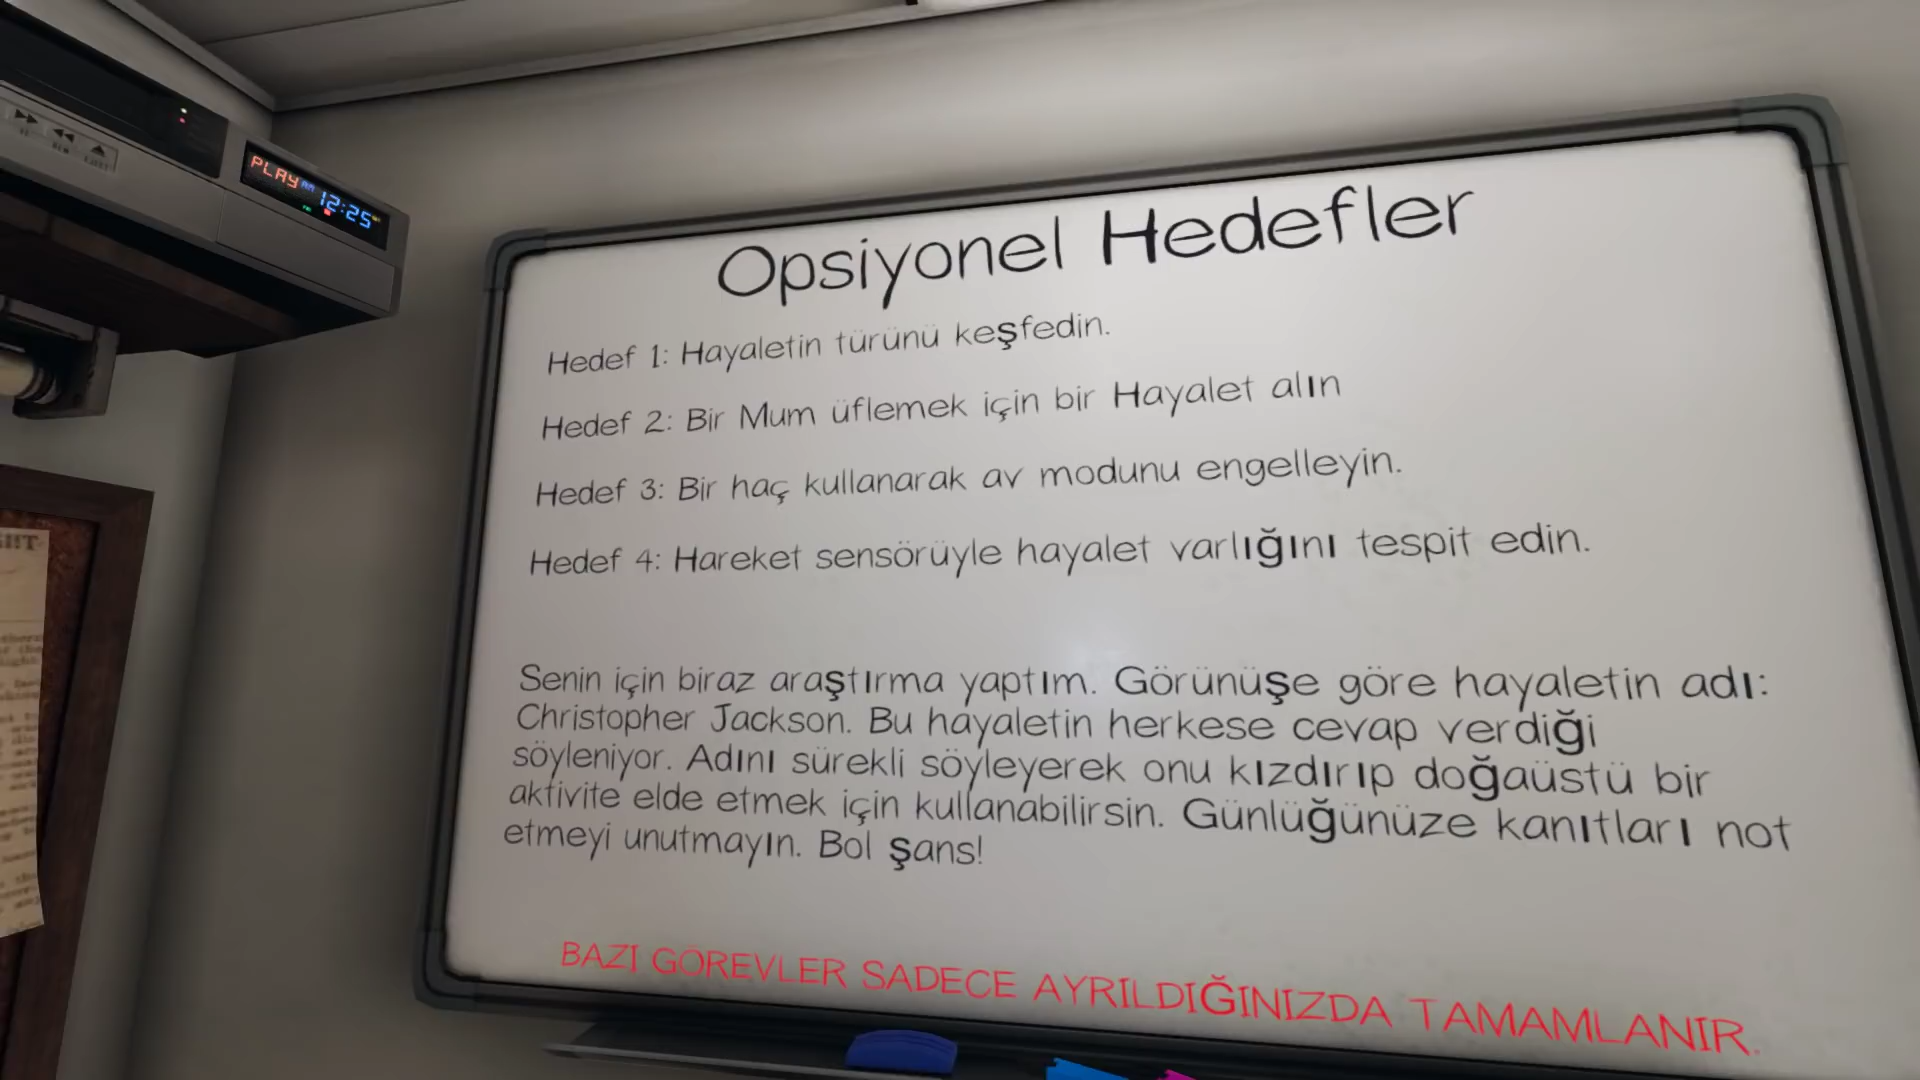 PLAY AM 12:25
Opsiyonel Hedefler
Hedef 1: Hayaletin türünü keşfedin.
Hedef 2: Bir Mum üflemek için bir Hayalet alın
Hedef 3: Bir haç kullanarak av modunu engelleyin.
Hedef 4: Hareket sensörüyle hayalet varlığını tespit edin.
Senin için biraz araştırma yaptım. Görünüşe göre hayaletin adı:
Christopher Jackson. Bu hayaletin herkese cevap verdiği
söyleniyor. Adını sürekli söyleyerek onu kızdırıp doğaüstü bir
aktivite elde etmek için kullanabilirsin. Günlüğünüze kanıtları not
etmeyi unutmayın. Bol şans!
BAZI GÖREVLER SADECE AYRILDIĞINIZDA TAMAMLANIR.